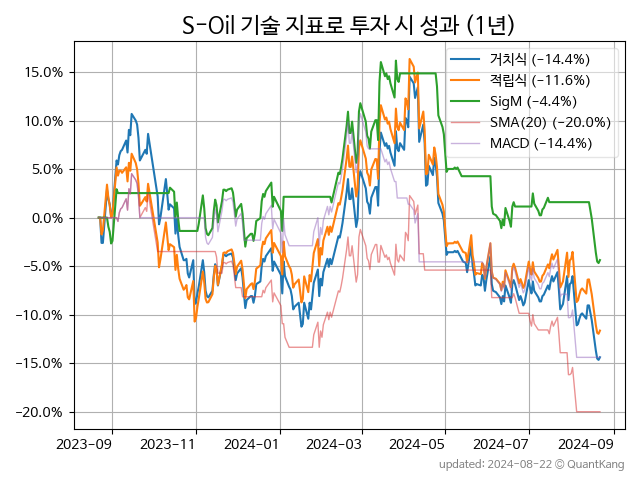 S-Oil 기술 지표로 투자 시 성과 (1년)
거치식 (−14.4%)
적립식 (−11.6%)
SigM (−4.4%)
SMA(20) (−20.0%)
MACD (−14.4%)
15.0%
10.0%
5.0%
0.0%
−5.0%
−10.0%
−15.0%
−20.0%
2023-09 2023-11 2024-01 2024-03 2024-05 2024-07 2024-09
updated: 2024-08-22 © QuantKang